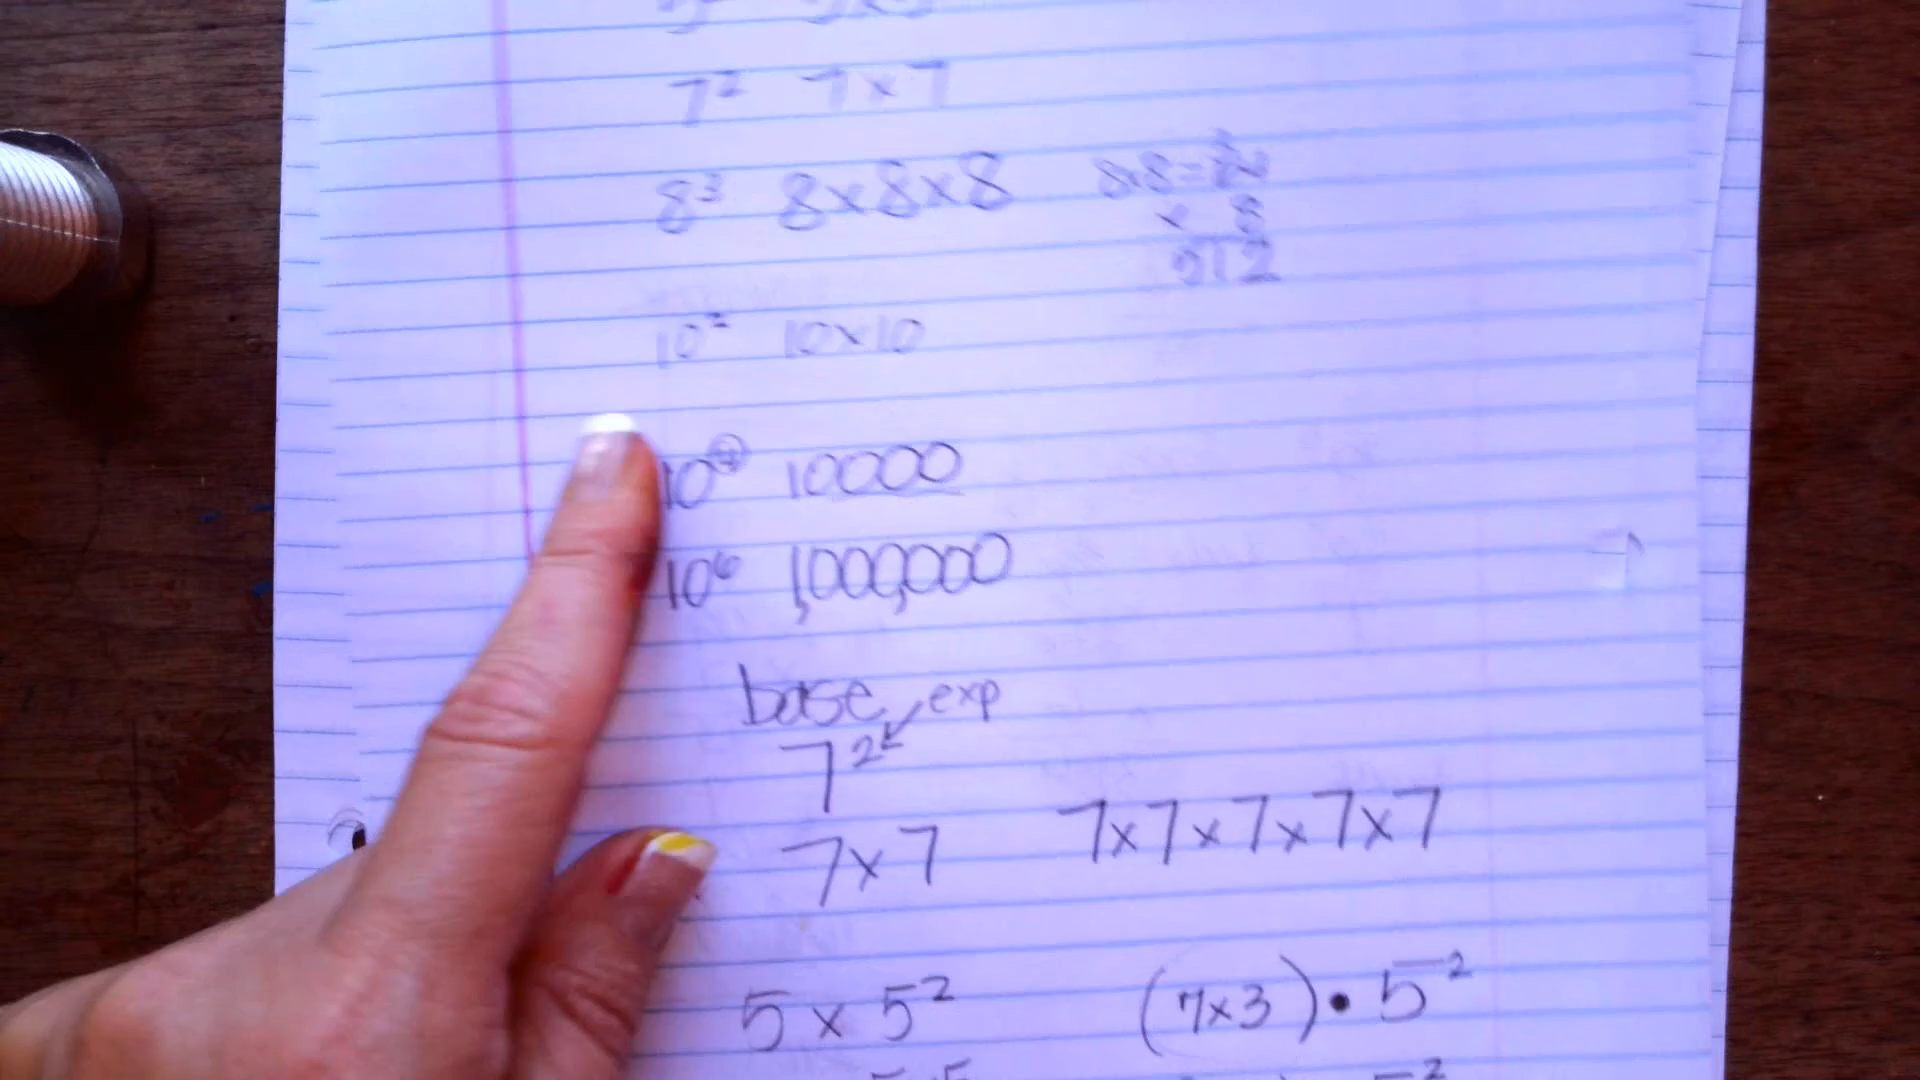 7² 7×7
8³ 8×8×8 8×8=
× 8
512
10² 10×10
10⁴ 10000
10⁶ 1,000,000
base exp
7²
7×7 7×7×7×7×7
5 × 5² (7×3) • 5²